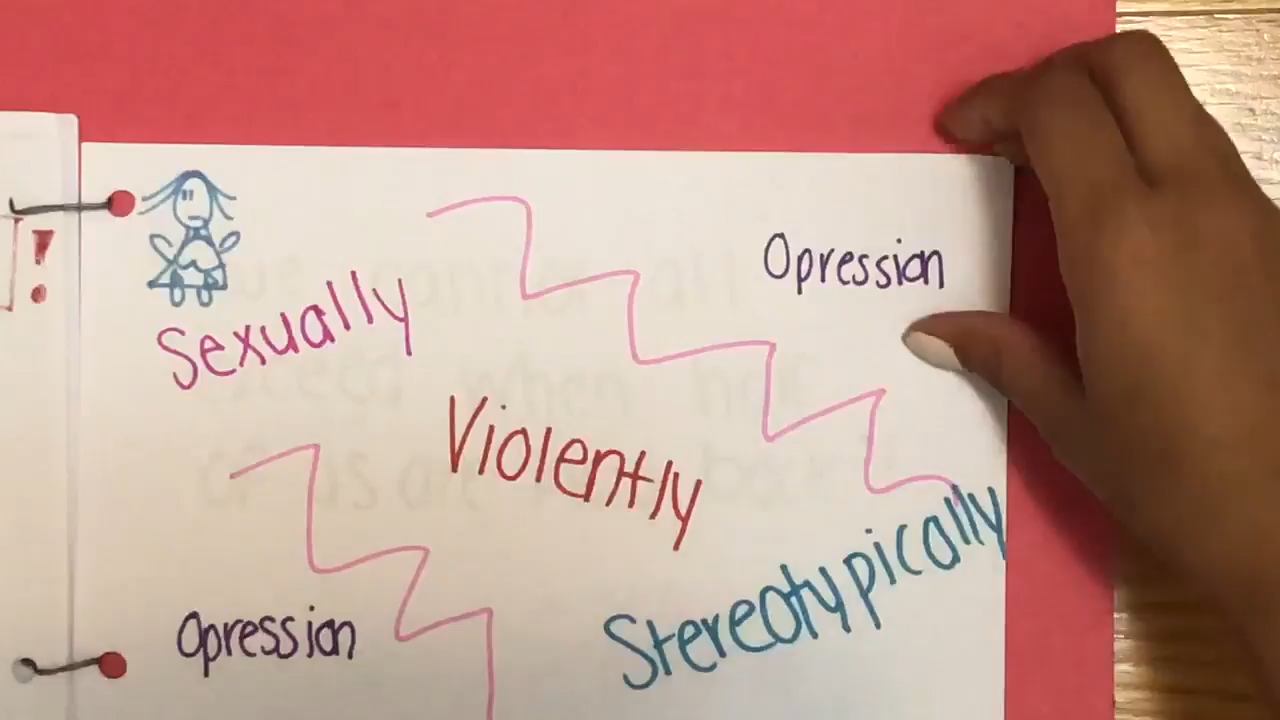 Opression
Sexually
Violently
Stereotypically
Opression
!